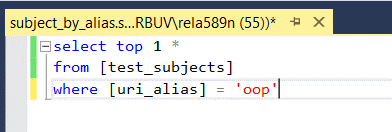 subject_by_alias.s...RBUV\rela589n (55))*
select top 1 *
from [test_subjects]
where [uri_alias] = 'oop'